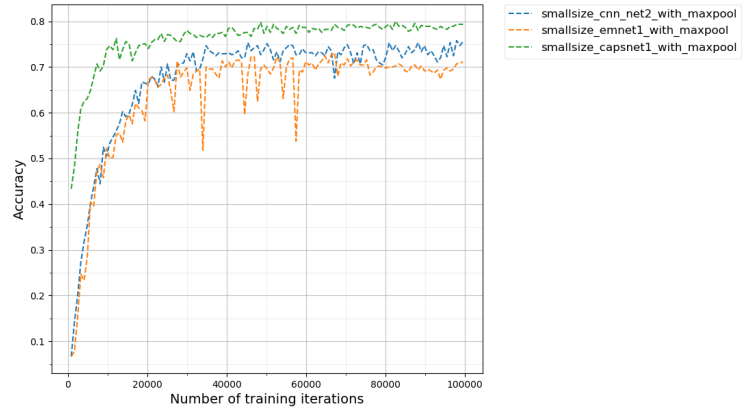 smallsize_cnn_net2_with_maxpool
smallsize_emnet1_with_maxpool
smallsize_capsnet1_with_maxpool
Accuracy
0.8
0.7
0.6
0.5
0.4
0.3
0.2
0.1
0 20000 40000 60000 80000 100000
Number of training iterations